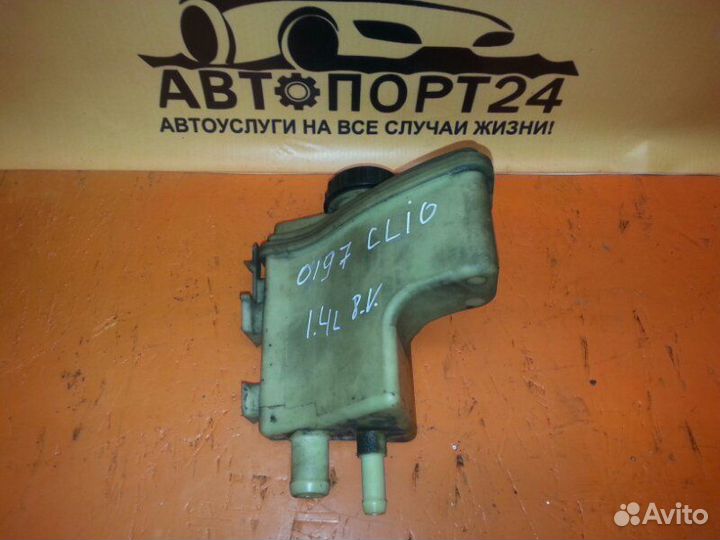 АВТОПОРТ24
АВТОУСЛУГИ НА ВСЕ СЛУЧАИ ЖИЗНИ!
0197 CLiO
1.4L 8.V.
Avito